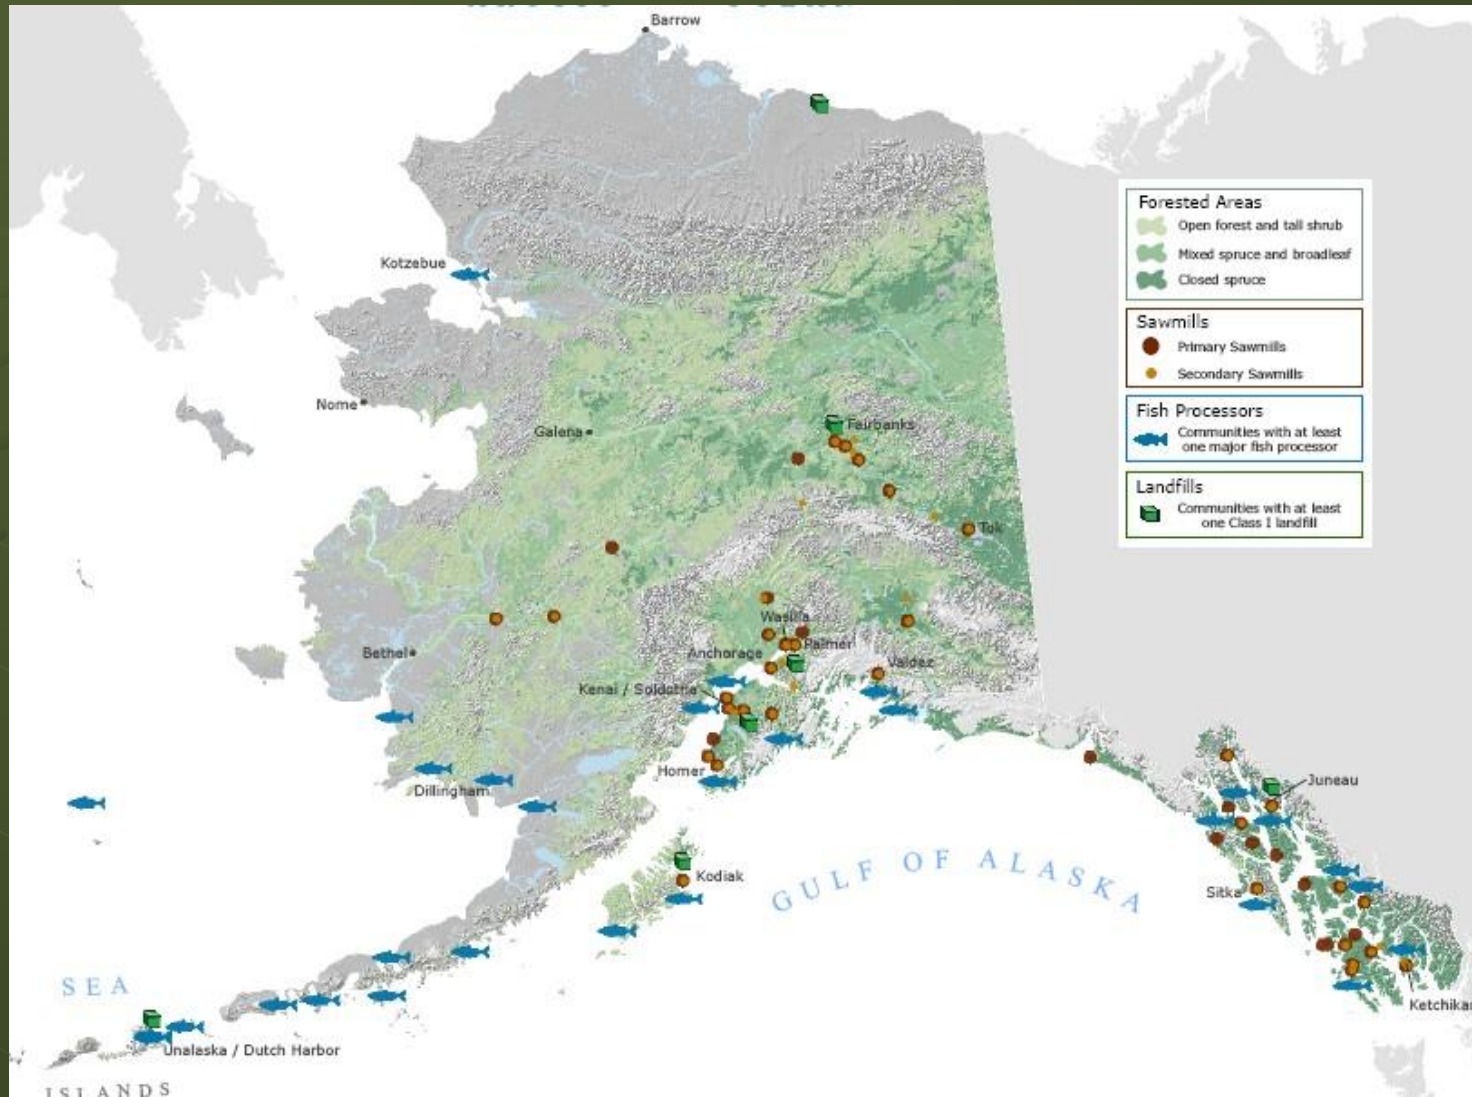 Barrow
Kotzebue
Nome
Galena
Fairbanks
Tok
Bethel
Wasilla
Palmer
Anchorage
Valdez
Kenai / Soldotna
Homer
Dillingham
Kodiak
Juneau
Sitka
GULF OF ALASKA
SEA
Unalaska / Dutch Harbor
ISLANDS
Forested Areas
Open forest and tall shrub
Mixed spruce and broadleaf
Closed spruce
Sawmills
Primary Sawmills
Secondary Sawmills
Fish Processors
Communities with at least
one major fish processor
Landfills
Communities with at least
one Class I landfill